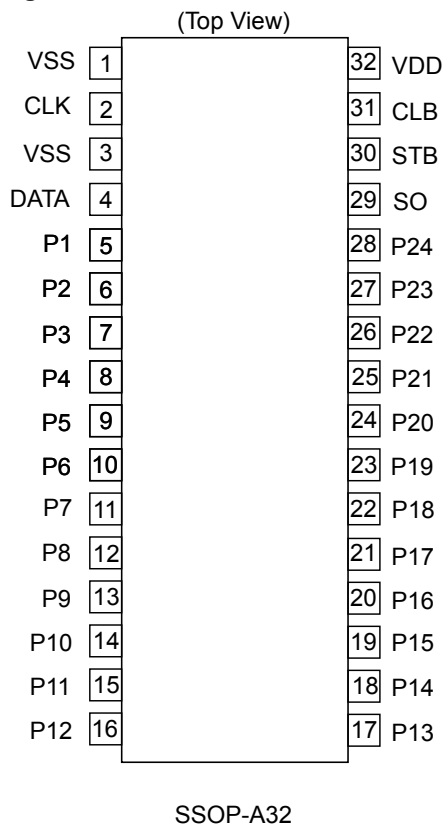 (Top View)
VSS 1 32 VDD
CLK 2 31 CLB
VSS 3 30 STB
DATA 4 29 SO
P1 5 28 P24
P2 6 27 P23
P3 7 26 P22
P4 8 25 P21
P5 9 24 P20
P6 10 23 P19
P7 11 22 P18
P8 12 21 P17
P9 13 20 P16
P10 14 19 P15
P11 15 18 P14
P12 16 17 P13
SSOP-A32